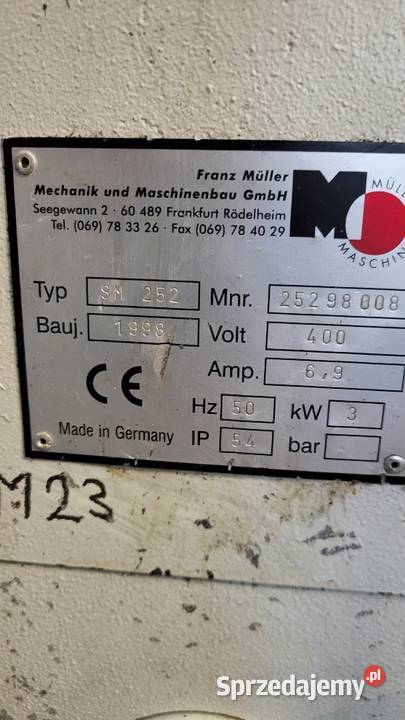 Franz Müller
Mechanik und Maschinenbau GmbH
Seegewann 2 · 60 489 Frankfurt Rödelheim
Tel. (069) 78 33 26 · Fax (069) 78 40 29
M
MÜLLE
MASCHIN
Typ SM 252 Mnr. 25298008
Bauj. 1998 Volt 400
Amp. 6,9
CE Hz 50 kW 3
Made in Germany IP 54 bar
M23
Sprzedajemy.pl